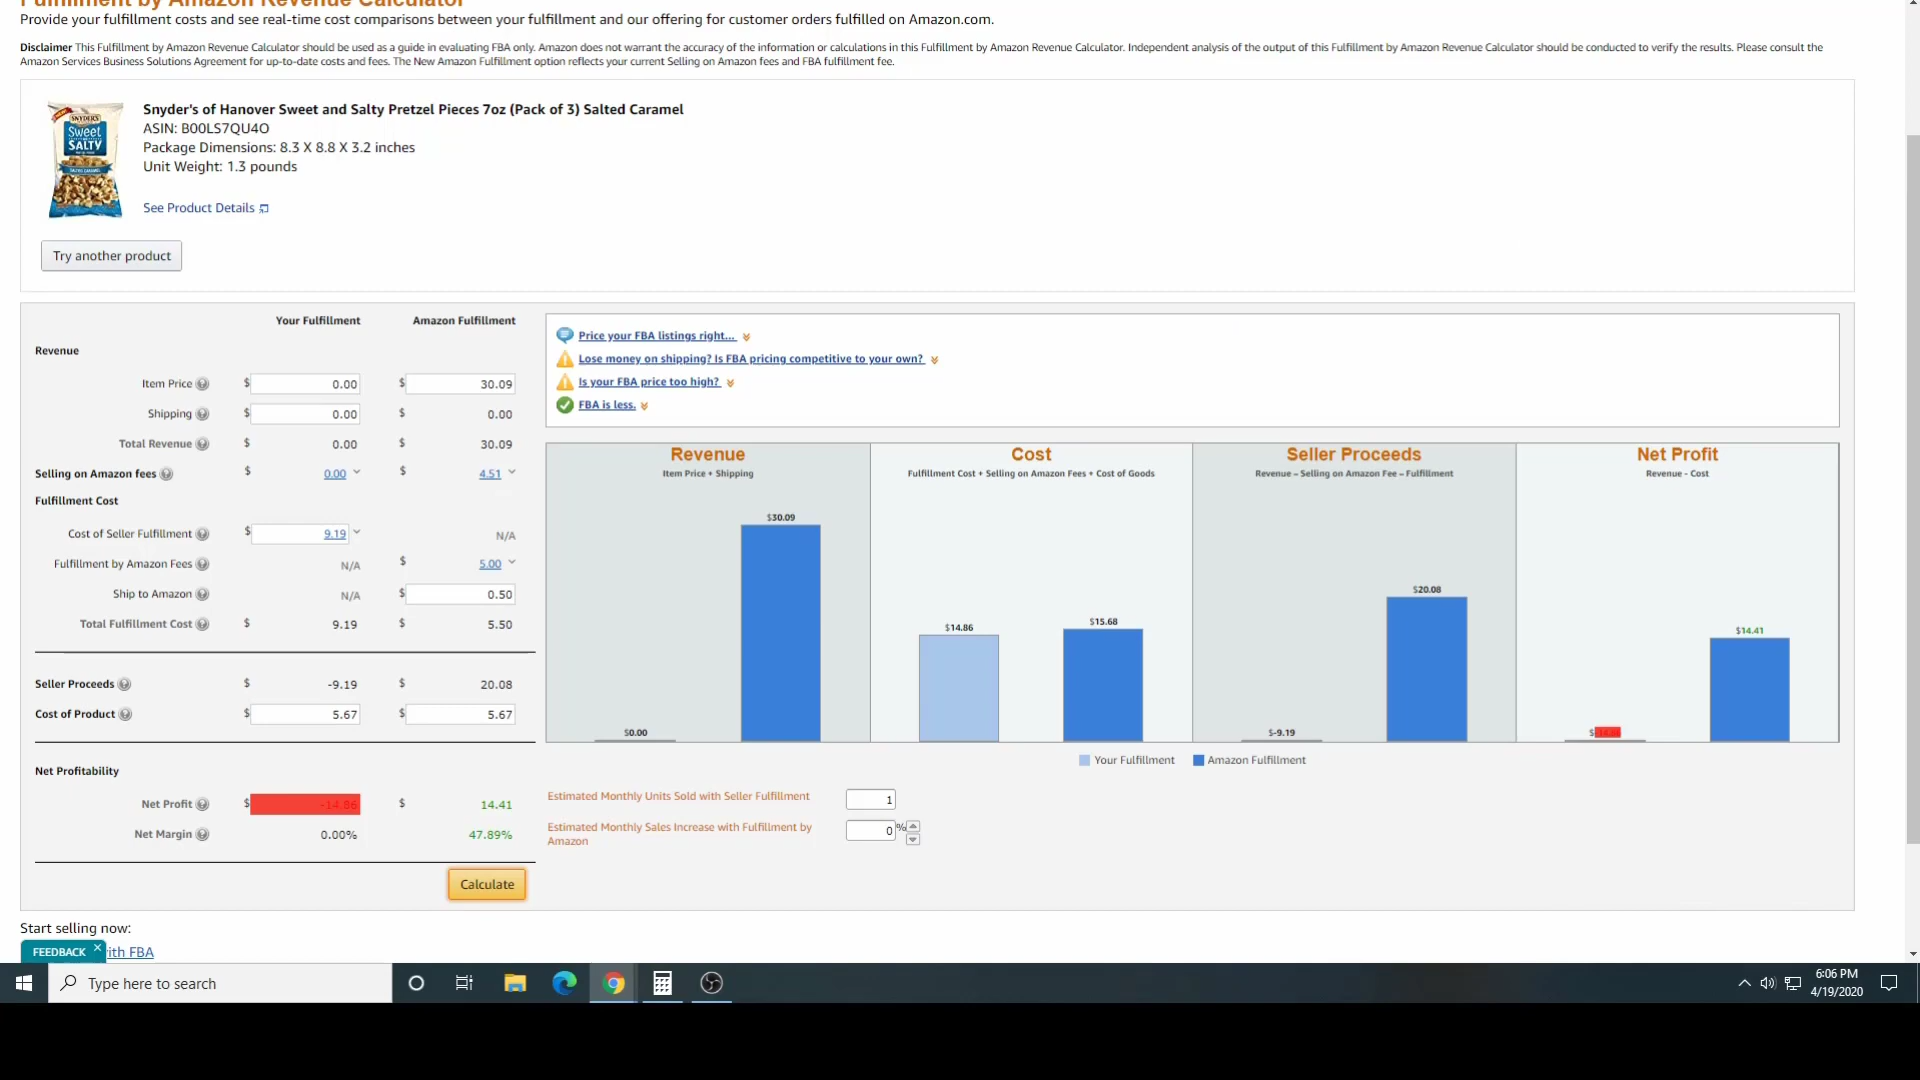 Fulfillment by Amazon Revenue Calculator
Provide your fulfillment costs and see real-time cost comparisons between your fulfillment and our offering for customer orders fulfilled on Amazon.com.
Disclaimer This Fulfillment by Amazon Revenue Calculator should be used as a guide in evaluating FBA only. Amazon does not warrant the accuracy of the information or calculations in this Fulfillment by Amazon Revenue Calculator. Independent analysis of the output of this Fulfillment by Amazon Revenue Calculator should be conducted to verify the results. Please consult the
Amazon Services Business Solutions Agreement for up-to-date costs and fees. The New Amazon Fulfillment option reflects your current Selling on Amazon fees and FBA fulfillment fee.
SNYDER'S
Sweet
and
SALTY
Snyder's of Hanover Sweet and Salty Pretzel Pieces 7oz (Pack of 3) Salted Caramel
ASIN: B00LS7QU4O
Package Dimensions: 8.3 X 8.8 X 3.2 inches
Unit Weight: 1.3 pounds
See Product Details
Try another product
Your Fulfillment Amazon Fulfillment
Revenue
Item Price $ 0.00 $ 30.09
Shipping $ 0.00 $ 0.00
Total Revenue $ 0.00 $ 30.09
Selling on Amazon fees $ 0.00 $ 4.51
Fulfillment Cost
Cost of Seller Fulfillment $ 9.19 N/A
Fulfillment by Amazon Fees N/A $ 5.00
Ship to Amazon N/A $ 0.50
Total Fulfillment Cost $ 9.19 $ 5.50
Seller Proceeds $ -9.19 $ 20.08
Cost of Product $ 5.67 $ 5.67
Net Profitability
Net Profit $ -14.86 $ 14.41
Net Margin 0.00% 47.89%
Calculate
Price your FBA listings right...
Lose money on shipping? Is FBA pricing competitive to your own?
Is your FBA price too high?
FBA is less.
Revenue Cost Seller Proceeds Net Profit
Item Price + Shipping Fulfillment Cost + Selling on Amazon Fees + Cost of Goods Revenue – Selling on Amazon Fee – Fulfillment Revenue - Cost
$30.09
$20.08
$14.86 $15.68 $14.41
$0.00 $-9.19 $
Your Fulfillment Amazon Fulfillment
Estimated Monthly Units Sold with Seller Fulfillment 1
Estimated Monthly Sales Increase with Fulfillment by
Amazon 0 %
Start selling now:
FEEDBACK ith FBA
Type here to search
6:06 PM
4/19/2020